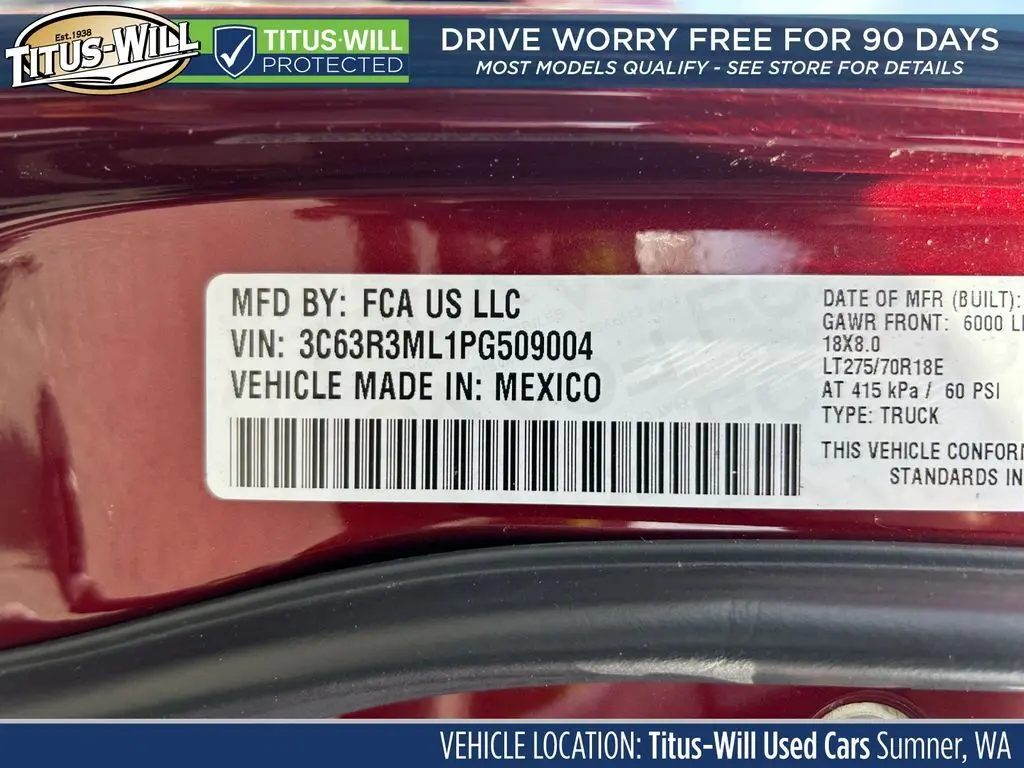 Est.1938
TITUS-WILL
TITUS-WILL
PROTECTED
DRIVE WORRY FREE FOR 90 DAYS
MOST MODELS QUALIFY - SEE STORE FOR DETAILS
MFD BY: FCA US LLC
VIN: 3C63R3ML1PG509004
VEHICLE MADE IN: MEXICO
DATE OF MFR (BUILT):
GAWR FRONT: 6000
18X8.0
LT275/70R18E
AT 415 kPa / 60 PSI
TYPE: TRUCK
THIS VEHICLE
STANDARDS IN
VEHICLE LOCATION: Titus-Will Used Cars Sumner, WA